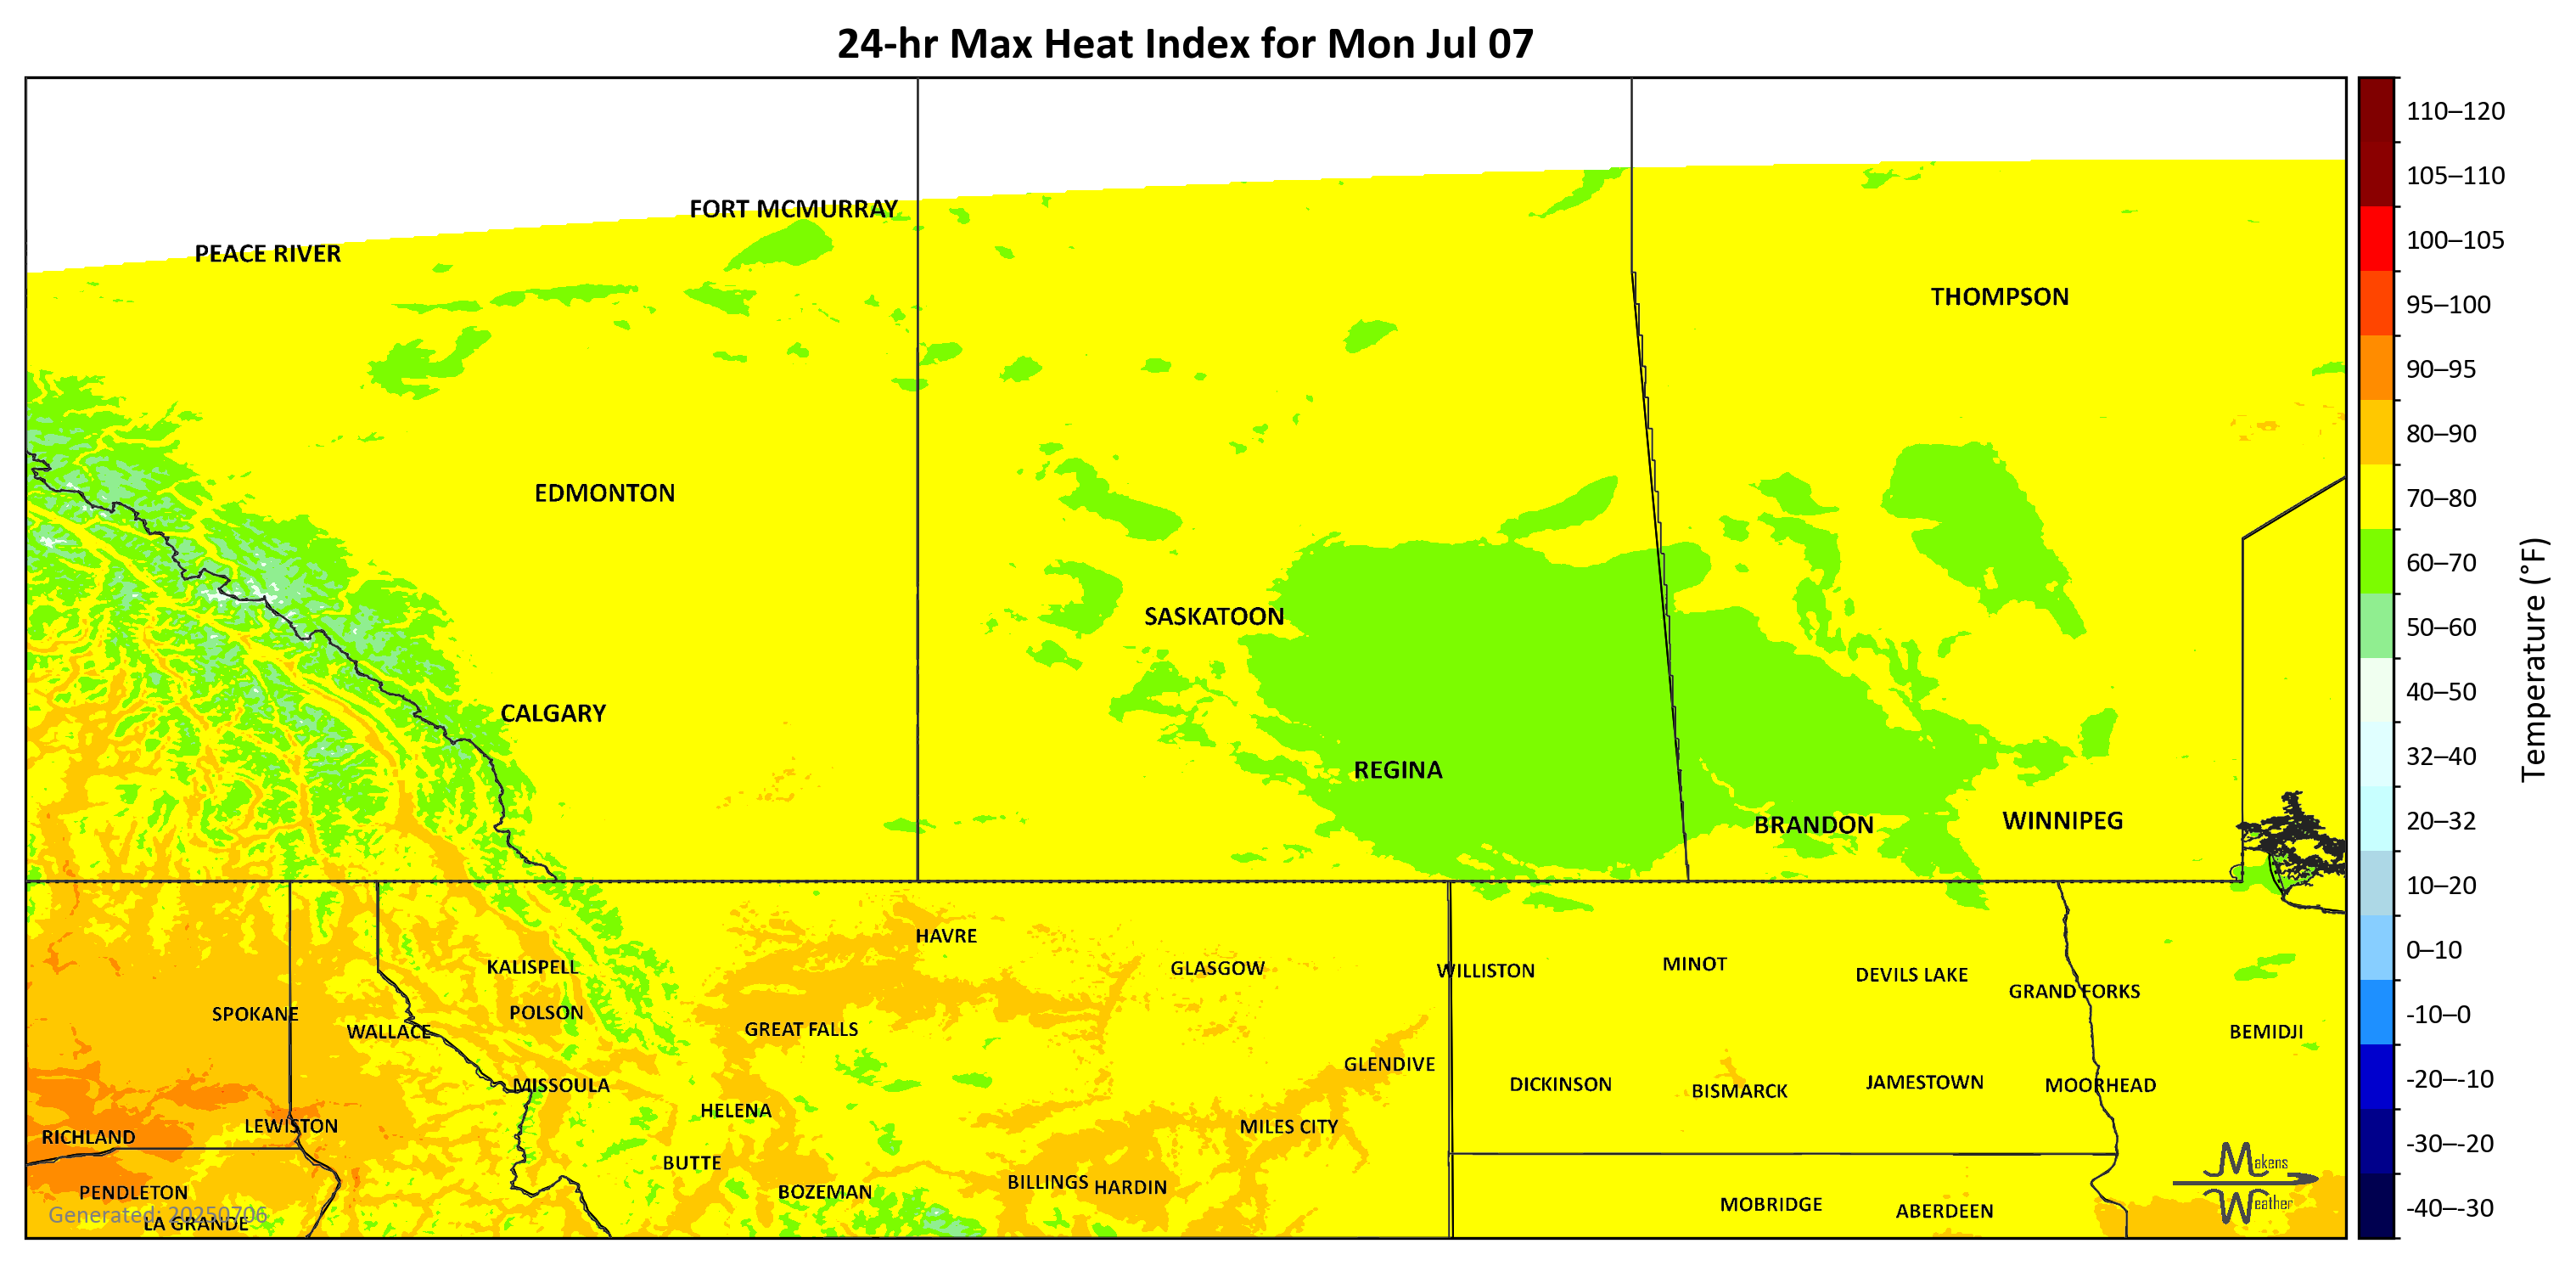 24-hr Max Heat Index for Mon Jul 07
FORT MCMURRAY
PEACE RIVER
THOMPSON
EDMONTON
SASKATOON
CALGARY
REGINA
BRANDON
WINNIPEG
HAVRE
KALISPELL
GLASGOW
WILLISTON
MINOT
DEVILS LAKE
GRAND FORKS
SPOKANE
POLSON
WALLACE
GREAT FALLS
BEMIDJI
GLENDIVE
MISSOULA
DICKINSON
BISMARCK
JAMESTOWN
MOORHEAD
HELENA
LEWISTON
MILES CITY
RICHLAND
BUTTE
BILLINGS
HARDIN
PENDLETON
BOZEMAN
MOBRIDGE
ABERDEEN
Generated: 20250706
LA GRANDE
Makens
Weather
110–120
105–110
100–105
95–100
90–95
80–90
70–80
60–70
50–60
40–50
32–40
20–32
10–20
0–10
-10–0
-20–-10
-30–-20
-40–-30
Temperature (°F)